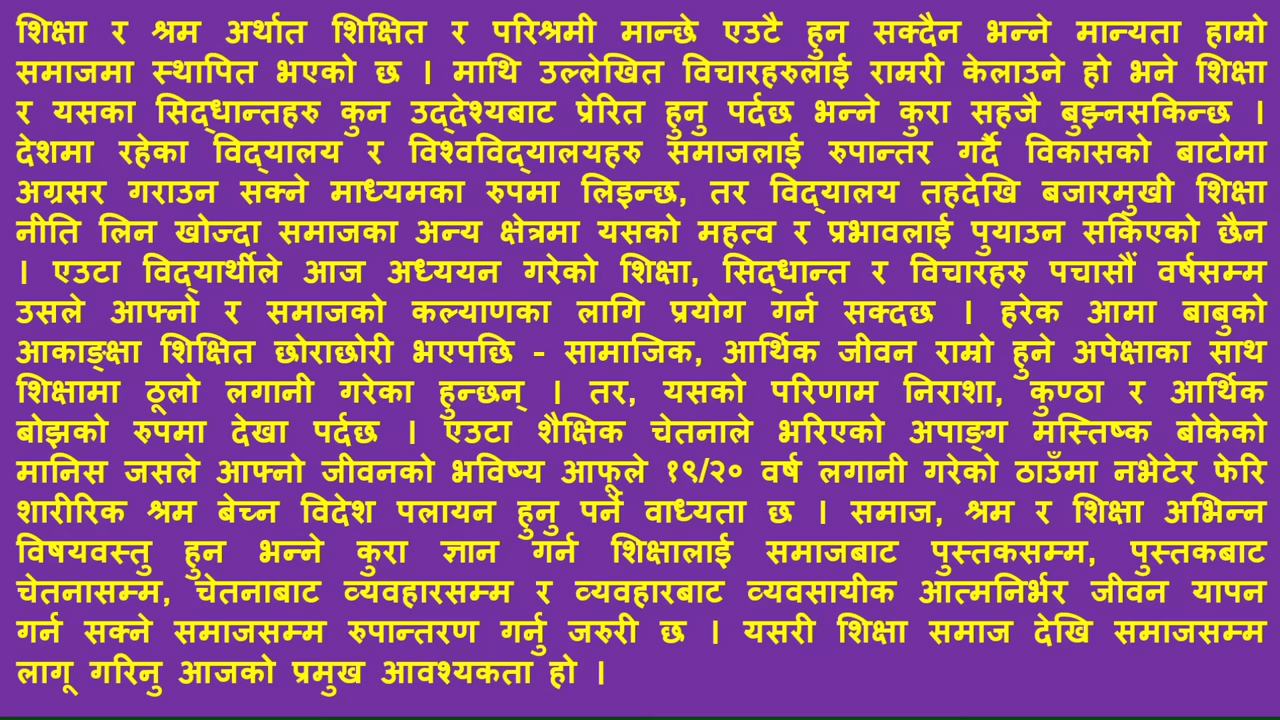 शिक्षा र श्रम अर्थात शिक्षित र परिश्रमी मान्छे एउटै हुन सक्दैन भन्ने मान्यता हाम्रो
समाजमा स्थापित भएको छ । माथि उल्लेखित विचारहरुलाई राम्ररी केलाउने हो भने शिक्षा
र यसका सिद्धान्तहरु कुन उद्देश्यबाट प्रेरित हुनु पर्दछ भन्ने कुरा सहजै बुझ्नसकिन्छ ।
देशमा रहेका विद्यालय र विश्वविद्यालयहरु समाजलाई रुपान्तर गर्दै विकासको बाटोमा
अग्रसर गराउन सक्ने माध्यमका रुपमा लिइन्छ, तर विद्यालय तहदेखि बजारमुखी शिक्षा
नीति लिन खोज्दा समाजका अन्य क्षेत्रमा यसको महत्व र प्रभावलाई पुयाउन सकिएको छैन
। एउटा विद्यार्थीले आज अध्ययन गरेको शिक्षा, सिद्धान्त र विचारहरु पचासौं वर्षसम्म
उसले आफ्नो र समाजको कल्याणका लागि प्रयोग गर्न सक्दछ । हरेक आमा बाबुको
आकाङ्क्षा शिक्षित छोराछोरी भएपछि - सामाजिक, आर्थिक जीवन राम्रो हुने अपेक्षाका साथ
शिक्षामा ठूलो लगानी गरेका हुन्छन् । तर, यसको परिणाम निराशा, कुण्ठा र आर्थिक
बोझको रुपमा देखा पर्दछ । एउटा शैक्षिक चेतनाले भरिएको अपाङ्ग मस्तिष्क बोकेको
मानिस जसले आफ्नो जीवनको भविष्य आफूले १९/२० वर्ष लगानी गरेको ठाउँमा नभेटेर फेरि
शारीरिक श्रम बेच्न विदेश पलायन हुनु पर्ने वाध्यता छ । समाज, श्रम र शिक्षा अभिन्न
विषयवस्तु हुन भन्ने कुरा ज्ञान गर्न शिक्षालाई समाजबाट पुस्तकसम्म, पुस्तकबाट
चेतनासम्म, चेतनाबाट व्यवहारसम्म र व्यवहारबाट व्यवसायीक आत्मनिर्भर जीवन यापन
गर्न सक्ने समाजसम्म रुपान्तरण गर्नु जरुरी छ । यसरी शिक्षा समाज देखि समाजसम्म
लागू गरिनु आजको प्रमुख आवश्यकता हो ।